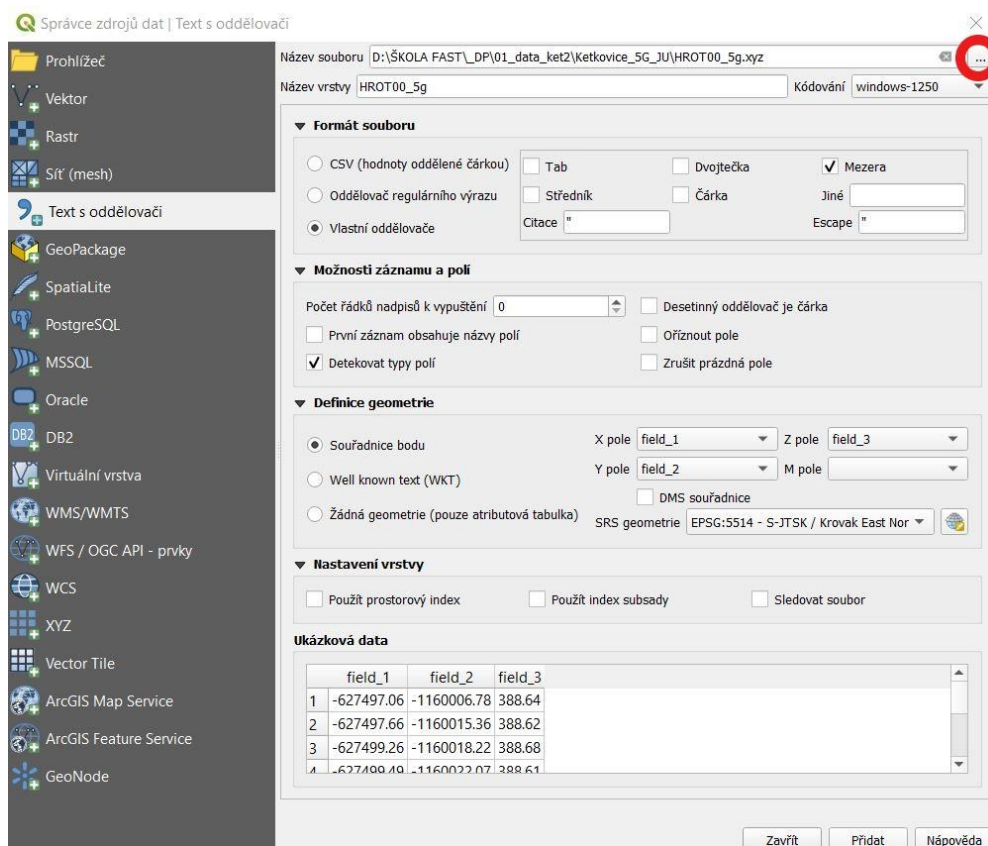 Správce zdrojů dat | Text s oddělovači
Prohlížeč
Vektor
Rastr
Síť (mesh)
Text s oddělovači
GeoPackage
SpatiaLite
PostgreSQL
MSSQL
Oracle
DB2 DB2
Virtuální vrstva
WMS/WMTS
WFS / OGC API - prvky
WCS
XYZ
Vector Tile
ArcGIS Map Service
ArcGIS Feature Service
GeoNode
Název souboru D:\ŠKOLA FAST\_DP\01_data_ket2\Ketkovice_5G_JU\HROT00_5g.xyz ...
Název vrstvy HROT00_5g Kódování windows-1250
Formát souboru
CSV (hodnoty oddělené čárkou) Tab Dvojtečka Mezera
Oddělovač regulárního výrazu Středník Čárka Jiné
Vlastní oddělovače Citace " Escape "
Možnosti záznamu a polí
Počet řádků nadpisů k vypuštění 0 Desetinný oddělovač je čárka
První záznam obsahuje názvy polí Oříznout pole
Detekovat typy polí Zrušit prázdná pole
Definice geometrie
Souřadnice bodu X pole field_1 Z pole field_3
Well known text (WKT) Y pole field_2 M pole
DMS souřadnice
Žádná geometrie (pouze atributová tabulka) SRS geometrie EPSG:5514 - S-JTSK / Krovak East Nor
Nastavení vrstvy
Použít prostorový index Použít index subsady Sledovat soubor
Ukázková data
field_1 field_2 field_3
1 -627497.06 -1160006.78 388.64
2 -627497.66 -1160015.36 388.62
3 -627499.26 -1160018.22 388.68
4 -627499.49 -1160022.07 388.61
Zavřít Přidat Nápověda